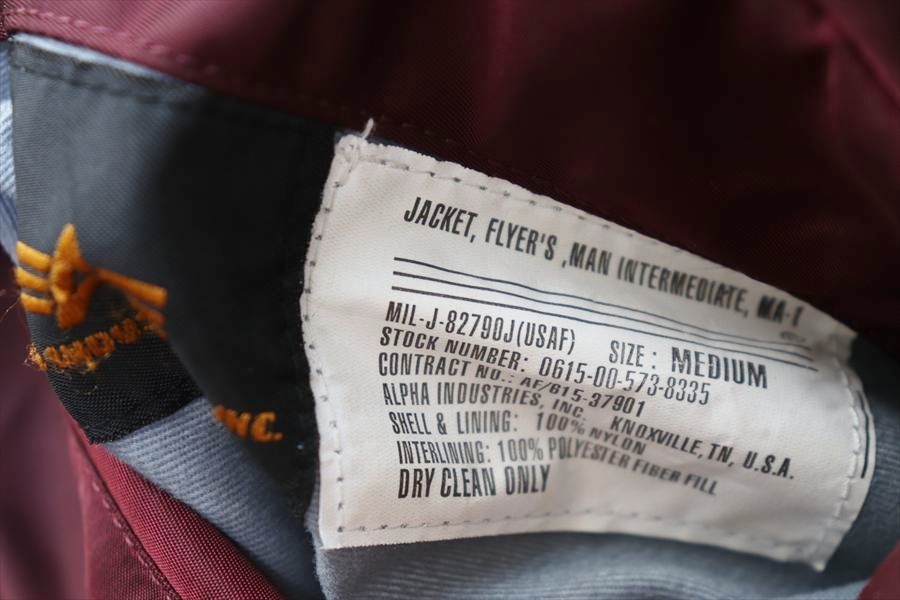 JACKET, FLYER'S ,MAN INTERMEDIATE, MA-1
MIL-J-82790J(USAF) SIZE: MEDIUM
STOCK NUMBER: 0615-00-573-8335
CONTRACT NO.: AF/B15-37901
ALPHA INDUSTRIES, INC. KNOXVILLE, TN, U.S.A.
SHELL & LINING: 100% NYLON
INTERLINING: 100% POLYESTER FIBER FILL
DRY CLEAN ONLY
INC.